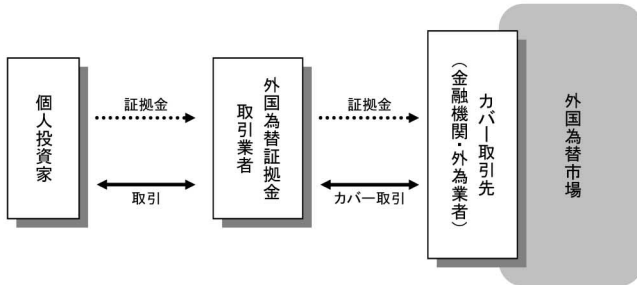 個人投資家
証拠金
取引
外国為替証拠金
取引業者
証拠金
カバー取引
カバー取引先
（金融機関・外為業者）
外国為替市場